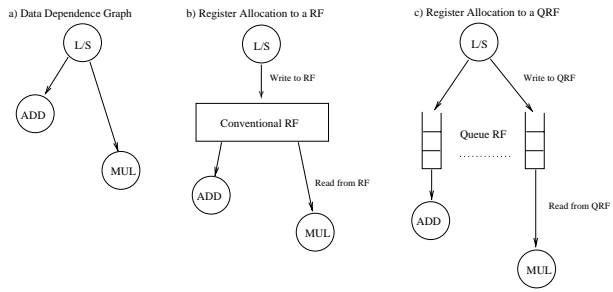 a) Data Dependence Graph
L/S
ADD
MUL
b) Register Allocation to a RF
L/S
Write to RF
Conventional RF
Read from RF
ADD
MUL
c) Register Allocation to a QRF
L/S
Write to QRF
Queue RF
.............
ADD
Read from QRF
MUL